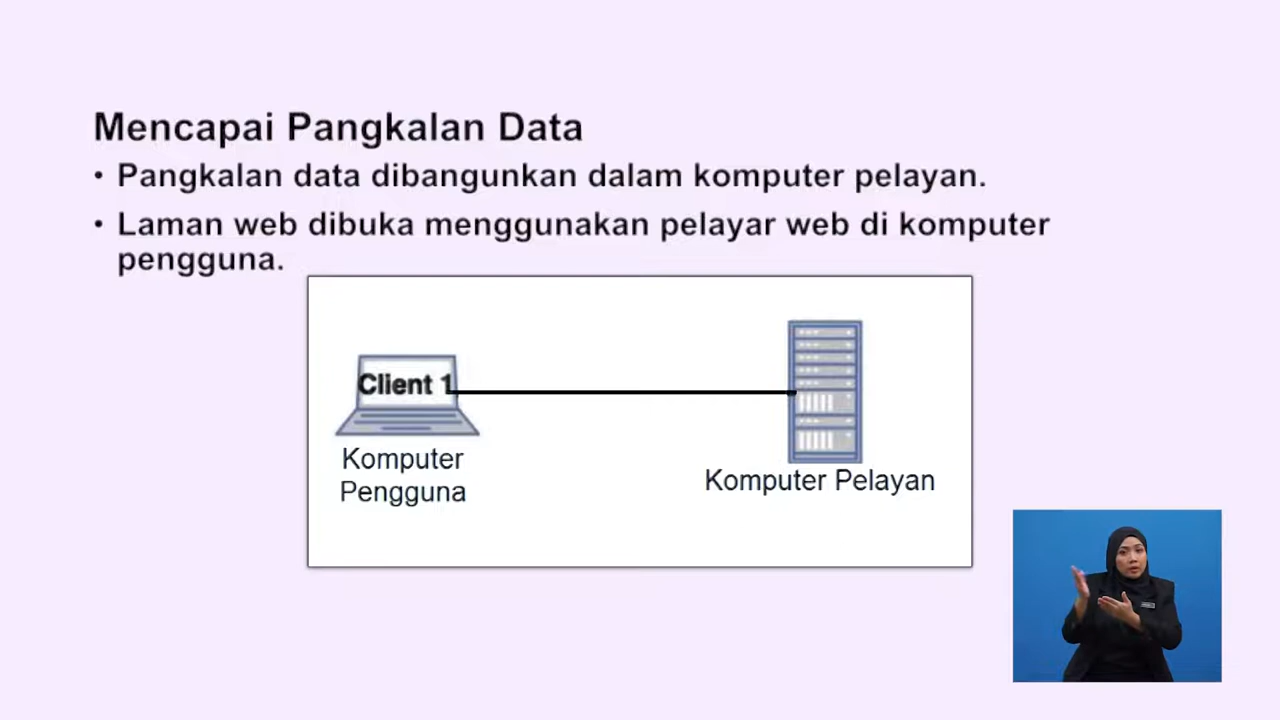 Mencapai Pangkalan Data
• Pangkalan data dibangunkan dalam komputer pelayan.
• Laman web dibuka menggunakan pelayar web di komputer
pengguna.
Client 1
Komputer
Pengguna
Komputer Pelayan